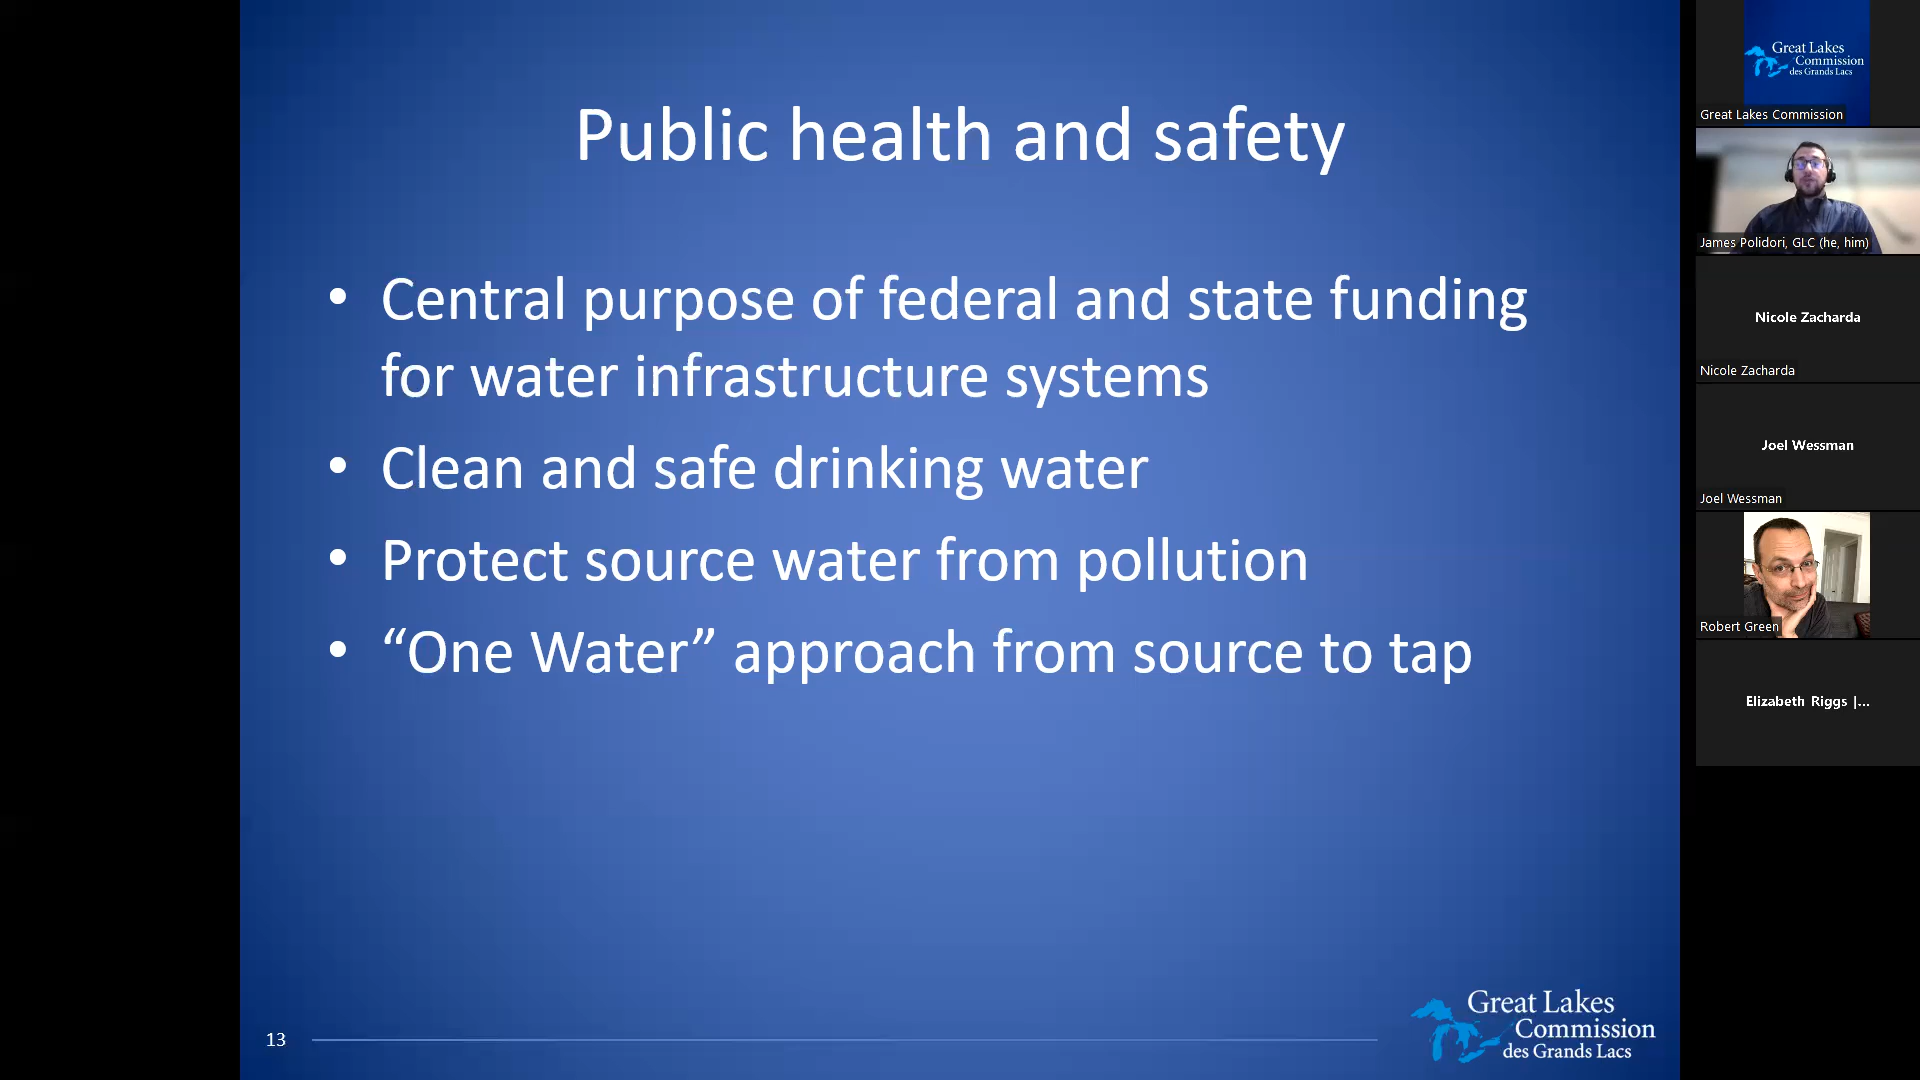 Public health and safety
• Central purpose of federal and state funding
for water infrastructure systems
• Clean and safe drinking water
• Protect source water from pollution
• “One Water” approach from source to tap
13
Great Lakes
Commission
des Grands Lacs
Great Lakes
Commission
des Grands Lacs
Great Lakes Commission
James Polidori, GLC (he, him)
Nicole Zacharda
Nicole Zacharda
Joel Wessman
Joel Wessman
Robert Green
Elizabeth Riggs |...